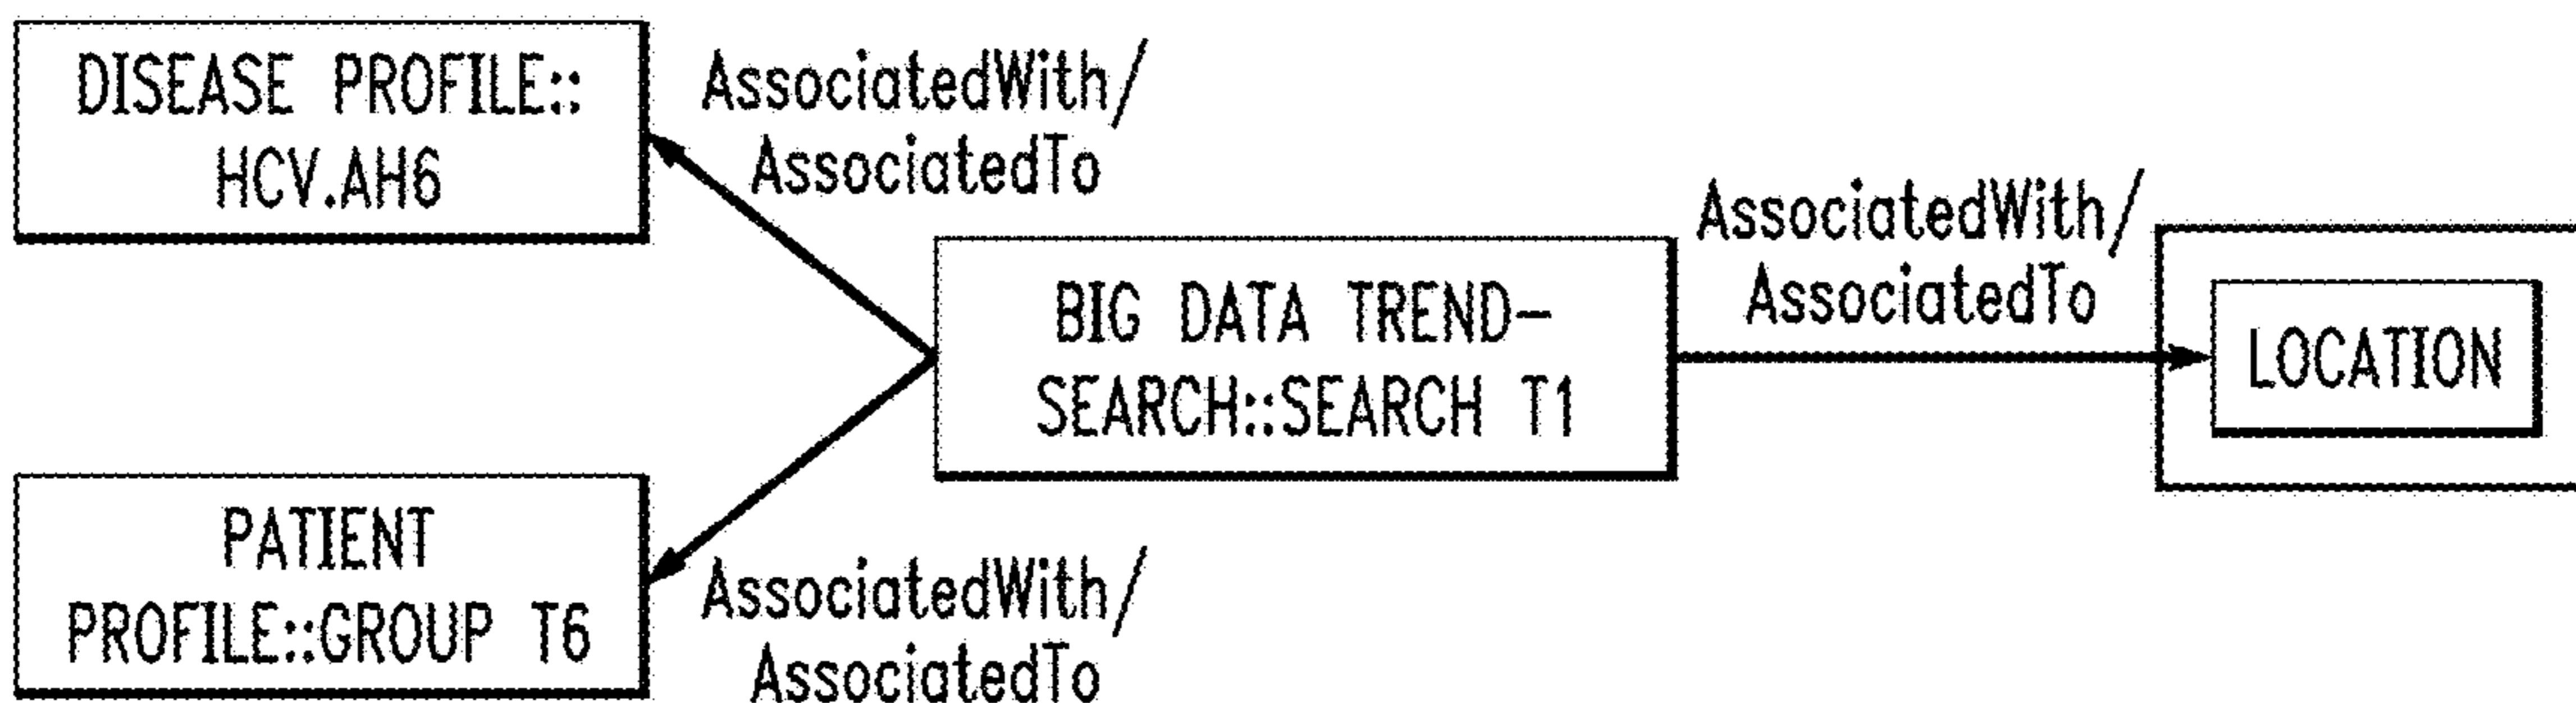 DISEASE PROFILE::
HCV.AH6
AssociatedWith/
AssociatedTo
BIG DATA TREND-
SEARCH::SEARCH T1
AssociatedWith/
AssociatedTo
LOCATION
PATIENT
PROFILE::GROUP T6
AssociatedWith/
AssociatedTo